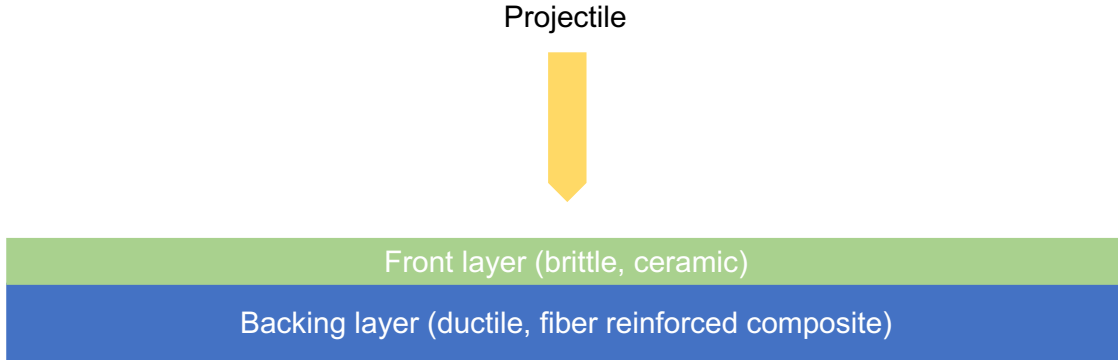 Projectile
Front layer (brittle, ceramic)
Backing layer (ductile, fiber reinforced composite)